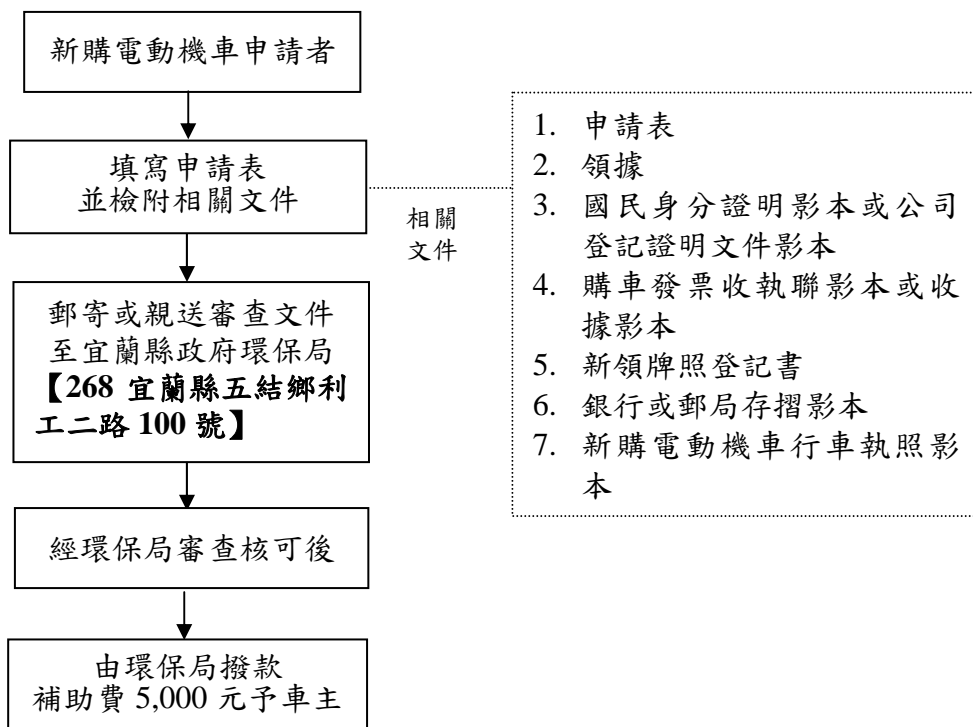 新購電動機車申請者
填寫申請表
並檢附相關文件
相關
文件
1. 申請表
2. 領據
3. 國民身分證明影本或公司
登記證明文件影本
4. 購車發票收執聯影本或收
據影本
5. 新領牌照登記書
6. 銀行或郵局存摺影本
7. 新購電動機車行車執照影
本
郵寄或親送審查文件
至宜蘭縣政府環保局
【268 宜蘭縣五結鄉利
工二路 100 號】
經環保局審查核可後
由環保局撥款
補助費 5,000 元予車主